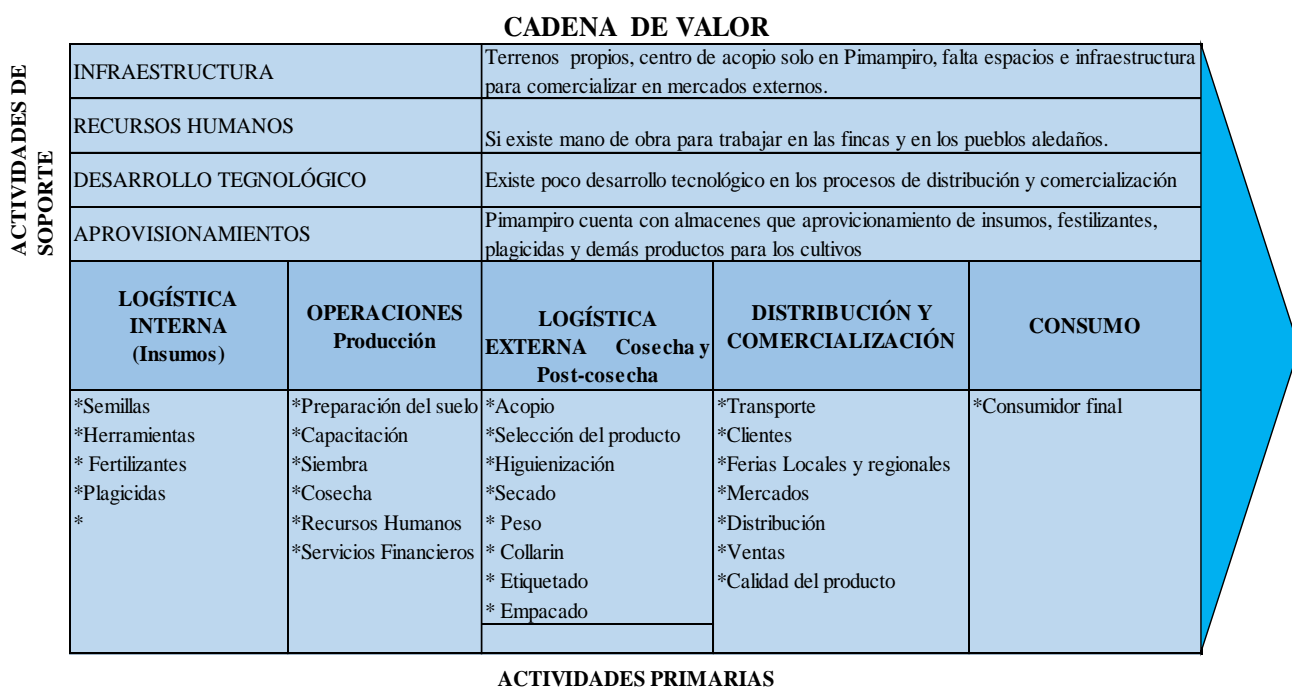 CADENA DE VALOR
ACTIVIDADES DE
SOPORTE
INFRAESTRUCTURA
Terrenos propios, centro de acopio solo en Pimampiro, falta espacios e infraestructura
para comercializar en mercados externos.
RECURSOS HUMANOS
Si existe mano de obra para trabajar en las fincas y en los pueblos aledaños.
DESARROLLO TEGNOLÓGICO
Existe poco desarrollo tecnológico en los procesos de distribución y comercialización
APROVISIONAMIENTOS
Pimampiro cuenta con almacenes que aprovicionamiento de insumos, festilizantes,
plagicidas y demás productos para los cultivos
LOGÍSTICA
INTERNA
(Insumos)
OPERACIONES
Producción
LOGÍSTICA
EXTERNA Cosecha y
Post-cosecha
DISTRIBUCIÓN Y
COMERCIALIZACIÓN
CONSUMO
*Semillas
*Herramientas
* Fertilizantes
*Plagicidas
*
*Preparación del suelo
*Capacitación
*Siembra
*Cosecha
*Recursos Humanos
*Servicios Financieros
*Acopio
*Selección del producto
*Higuienización
*Secado
* Peso
* Collarin
* Etiquetado
* Empacado
*Transporte
*Clientes
*Ferias Locales y regionales
*Mercados
*Distribución
*Ventas
*Calidad del producto
*Consumidor final
ACTIVIDADES PRIMARIAS